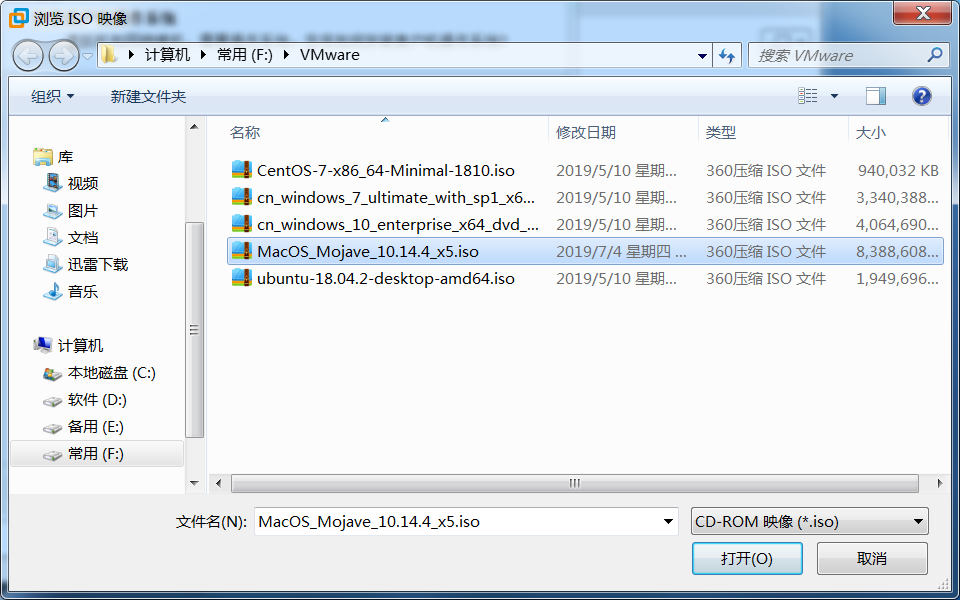 浏览 ISO 映像
计算机 常用 (F:) VMware
搜索 VMware
组织 新建文件夹
名称 修改日期 类型 大小
CentOS-7-x86_64-Minimal-1810.iso 2019/5/10 星期... 360压缩 ISO 文件 940,032 KB
cn_windows_7_ultimate_with_sp1_x6... 2019/5/10 星期... 360压缩 ISO 文件 3,340,388...
cn_windows_10_enterprise_x64_dvd_... 2019/5/10 星期... 360压缩 ISO 文件 4,064,690...
MacOS_Mojave_10.14.4_x5.iso 2019/7/4 星期四 ... 360压缩 ISO 文件 8,388,608...
ubuntu-18.04.2-desktop-amd64.iso 2019/5/10 星期... 360压缩 ISO 文件 1,949,696...
库
视频
图片
文档
迅雷下载
音乐
计算机
本地磁盘 (C:)
软件 (D:)
备用 (E:)
常用 (F:)
文件名(N): MacOS_Mojave_10.14.4_x5.iso CD-ROM 映像 (*.iso)
打开(O) 取消